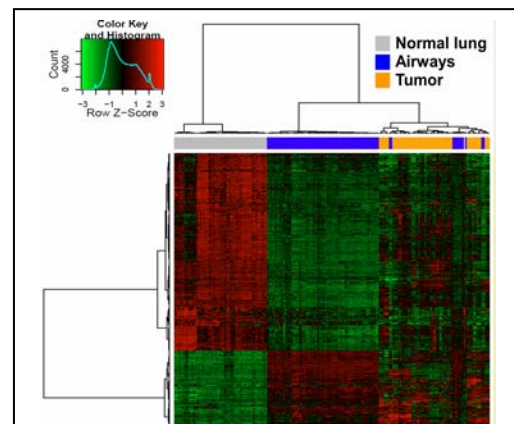 Color Key
and Histogram
Count
0 4000
−3 −1 1 2 3
Row Z−Score
Normal lung
Airways
Tumor